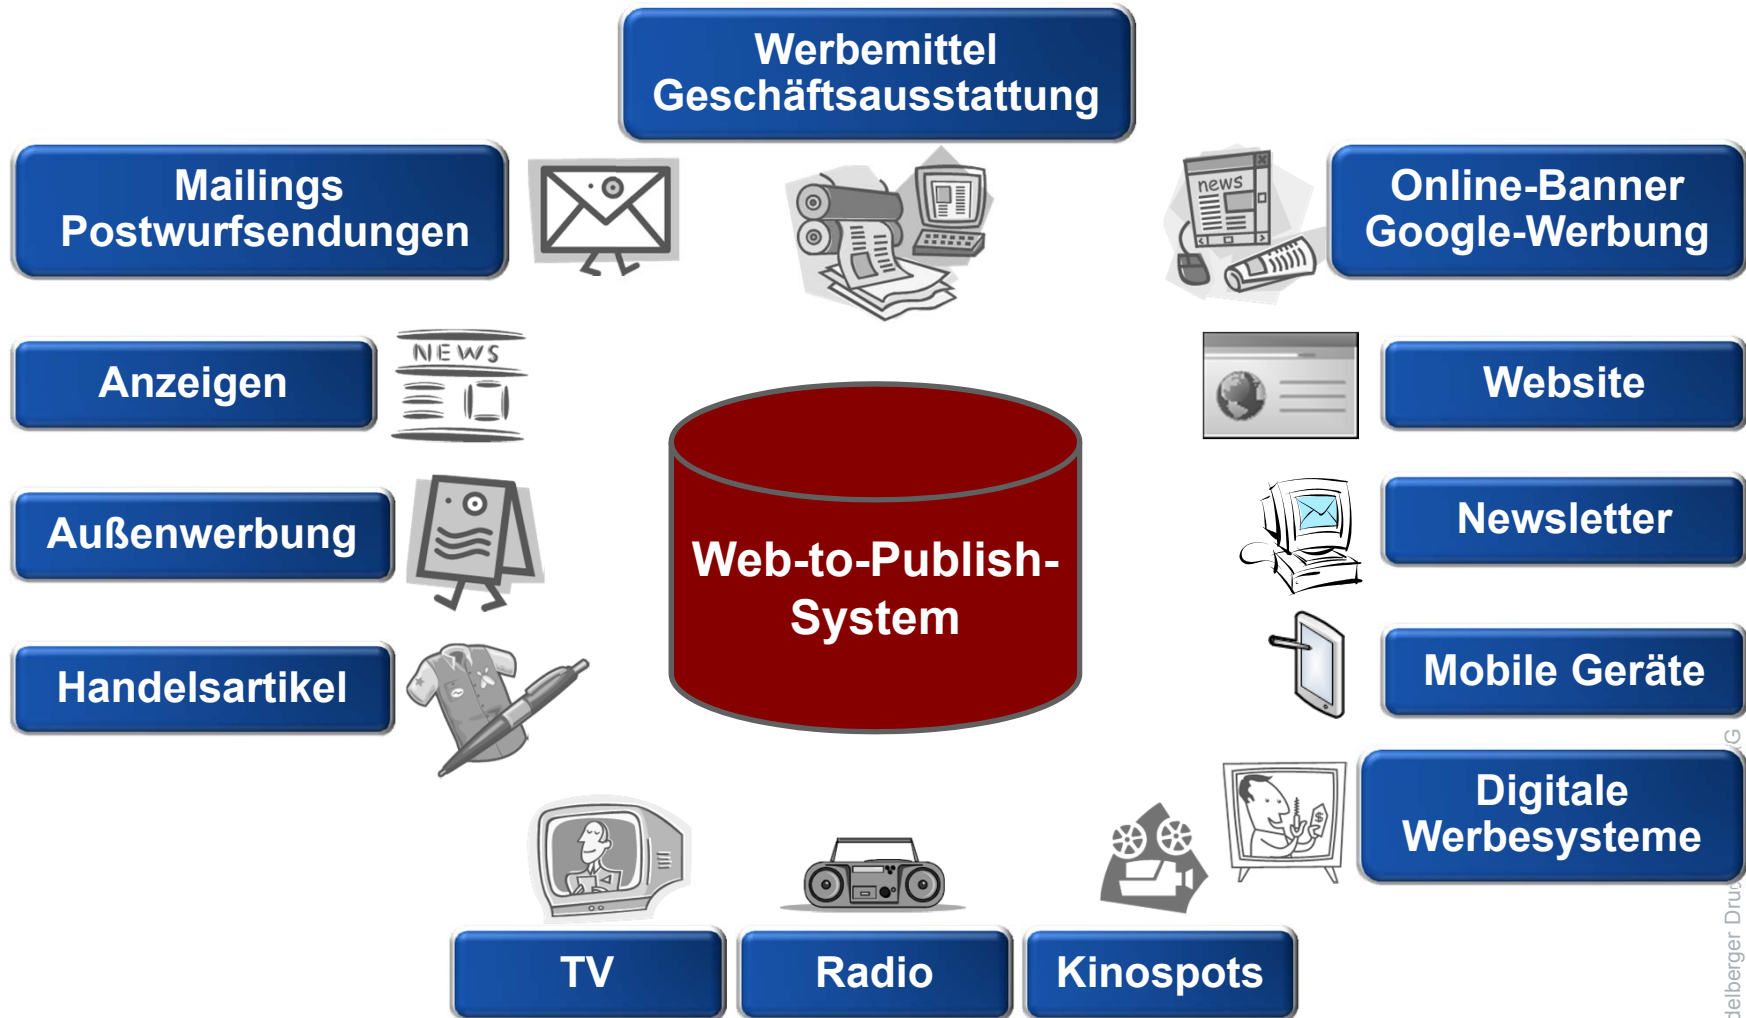 Werbemittel
Geschäftsausstattung
Mailings
Postwurfsendungen
Online-Banner
Google-Werbung
news
Anzeigen
NEWS
Website
Außenwerbung
Newsletter
Web-to-Publish-
System
Handelsartikel
Mobile Geräte
Digitale
Werbesysteme
$
TV
Radio
Kinospots